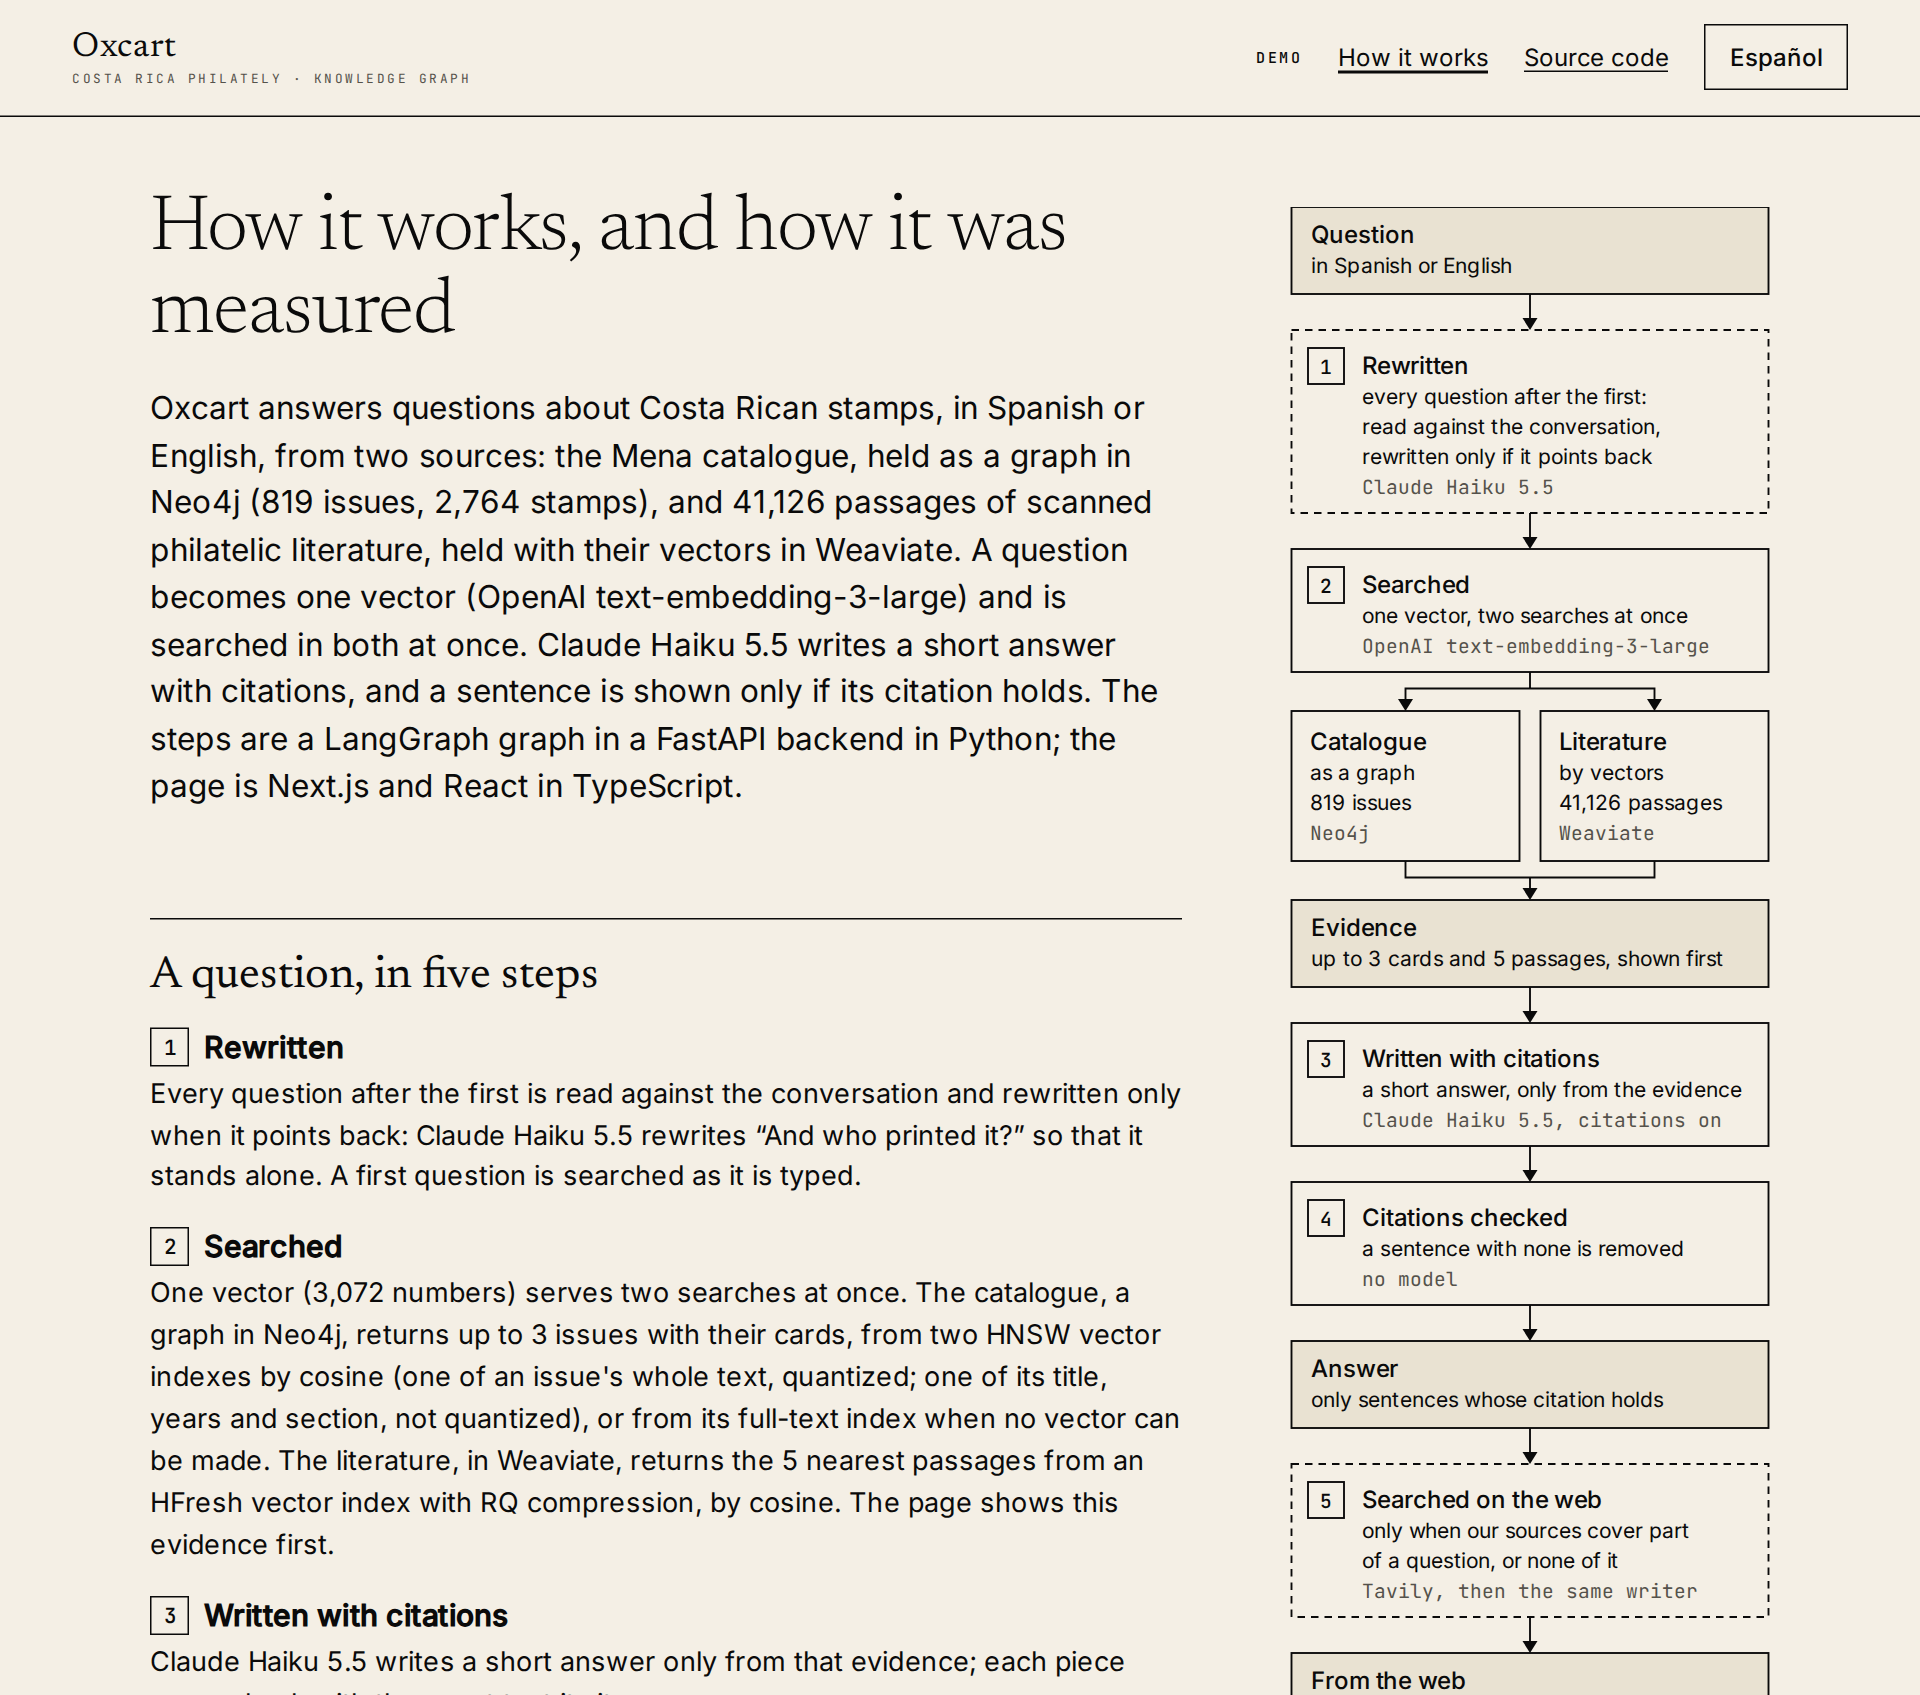 Oxcart
COSTA RICA PHILATELY · KNOWLEDGE GRAPH
DEMO
How it works
Source code
Español
How it works, and how it was
measured
Oxcart answers questions about Costa Rican stamps, in Spanish or
English, from two sources: the Mena catalogue, held as a graph in
Neo4j (819 issues, 2,764 stamps), and 41,126 passages of scanned
philatelic literature, held with their vectors in Weaviate. A question
becomes one vector (OpenAI text-embedding-3-large) and is
searched in both at once. Claude Haiku 5.5 writes a short answer
with citations, and a sentence is shown only if its citation holds. The
steps are a LangGraph graph in a FastAPI backend in Python; the
page is Next.js and React in TypeScript.
A question, in five steps
1 Rewritten
Every question after the first is read against the conversation and rewritten only
when it points back: Claude Haiku 5.5 rewrites “And who printed it?” so that it
stands alone. A first question is searched as it is typed.
2 Searched
One vector (3,072 numbers) serves two searches at once. The catalogue, a
graph in Neo4j, returns up to 3 issues with their cards, from two HNSW vector
indexes by cosine (one of an issue's whole text, quantized; one of its title,
years and section, not quantized), or from its full-text index when no vector can
be made. The literature, in Weaviate, returns the 5 nearest passages from an
HFresh vector index with RQ compression, by cosine. The page shows this
evidence first.
3 Written with citations
Claude Haiku 5.5 writes a short answer only from that evidence; each piece
Question
in Spanish or English
1 Rewritten
every question after the first:
read against the conversation,
rewritten only if it points back
Claude Haiku 5.5
2 Searched
one vector, two searches at once
OpenAI text-embedding-3-large
Catalogue
as a graph
819 issues
Neo4j
Literature
by vectors
41,126 passages
Weaviate
Evidence
up to 3 cards and 5 passages, shown first
3 Written with citations
a short answer, only from the evidence
Claude Haiku 5.5, citations on
4 Citations checked
a sentence with none is removed
no model
Answer
only sentences whose citation holds
5 Searched on the web
only when our sources cover part
of a question, or none of it
Tavily, then the same writer
From the web